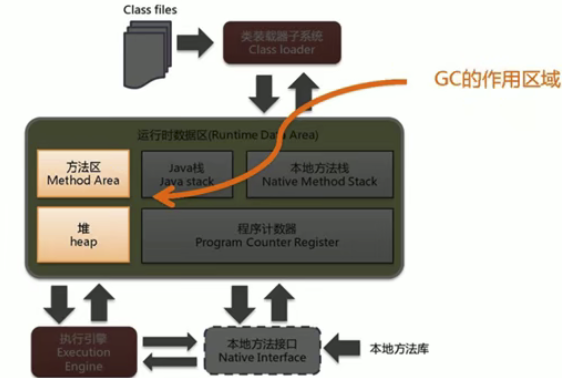 Class files
类装载器子系统
Class loader
GC的作用区域
运行时数据区(Runtime Data Area)
方法区
Method Area
Java栈
Java stack
本地方法栈
Native Method Stack
堆
heap
程序计数器
Program Counter Register
执行引擎
Execution
Engine
本地方法接口
Native Interface
本地方法库